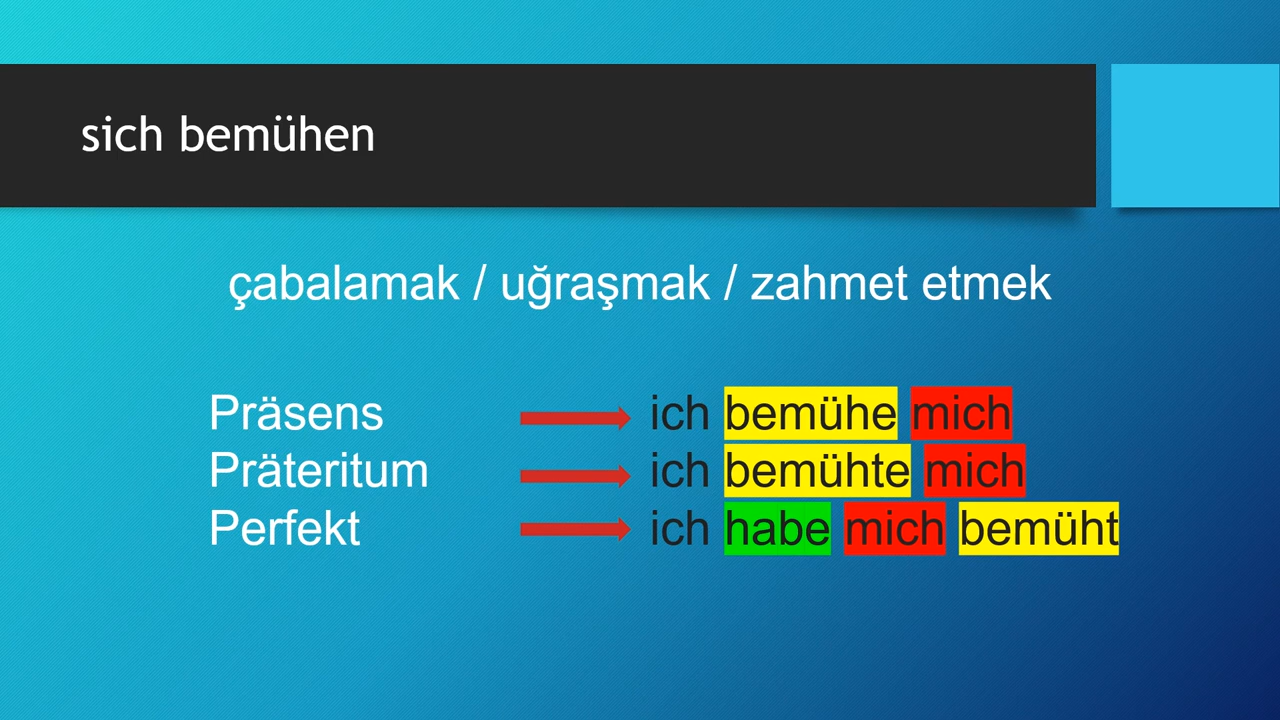 sich bemühen
çabalamak / uğraşmak / zahmet etmek
Präsens ich bemühe mich
Präteritum ich bemühte mich
Perfekt ich habe mich bemüht